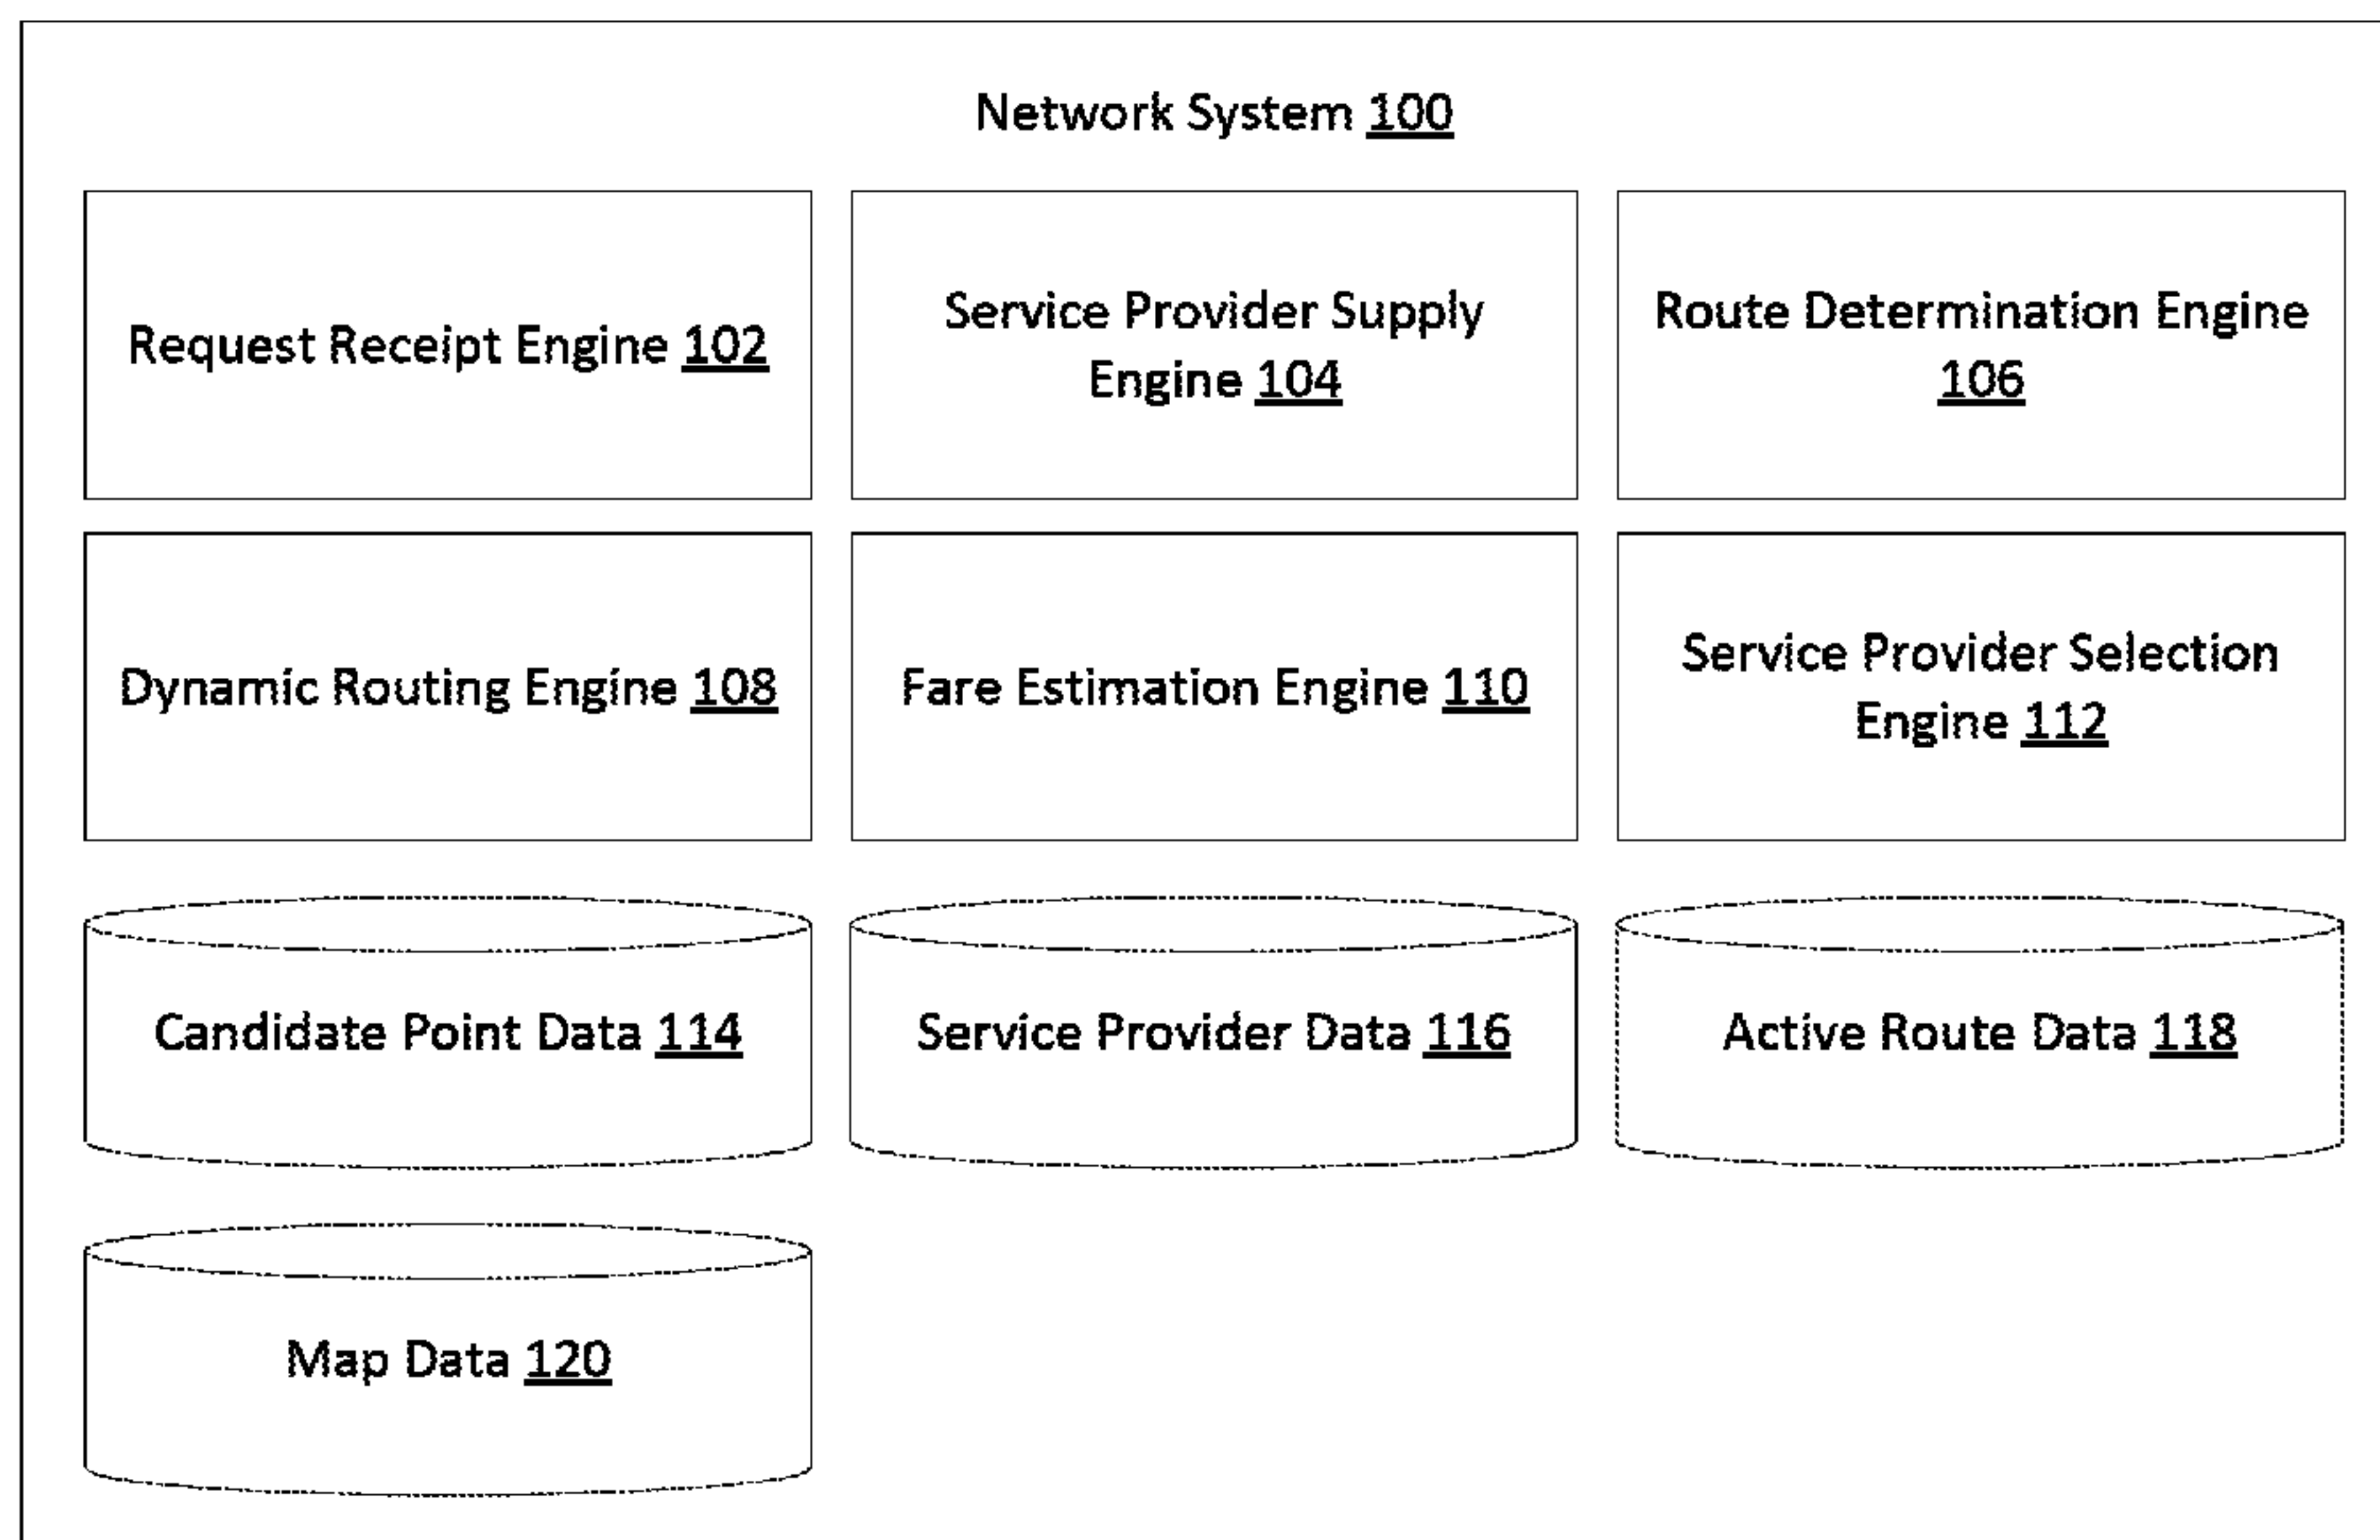 Network System 100
Request Receipt Engine 102
Service Provider Supply
Engine 104
Route Determination Engine
106
Dynamic Routing Engine 108
Fare Estimation Engine 110
Service Provider Selection
Engine 112
Candidate Point Data 114
Service Provider Data 116
Active Route Data 118
Map Data 120